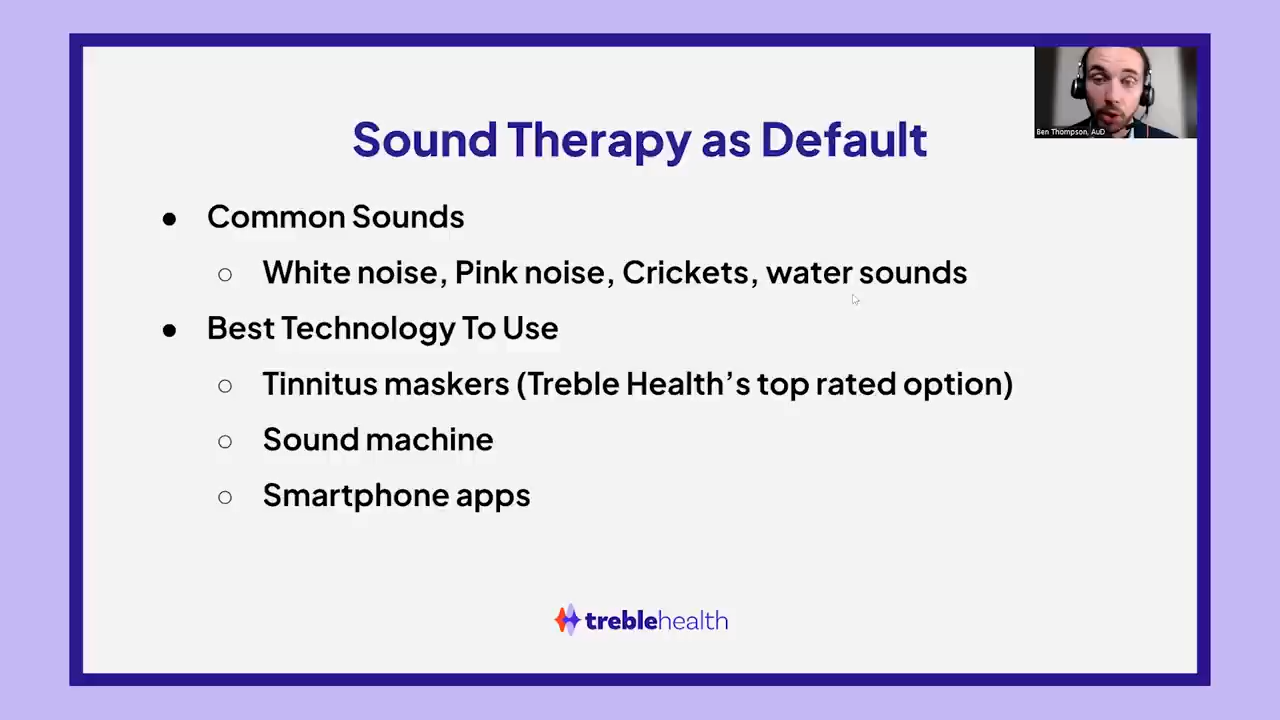 Sound Therapy as Default
Ben Thompson, AuD
● Common Sounds
○ White noise, Pink noise, Crickets, water sounds
● Best Technology To Use
○ Tinnitus maskers (Treble Health’s top rated option)
○ Sound machine
○ Smartphone apps
treblehealth